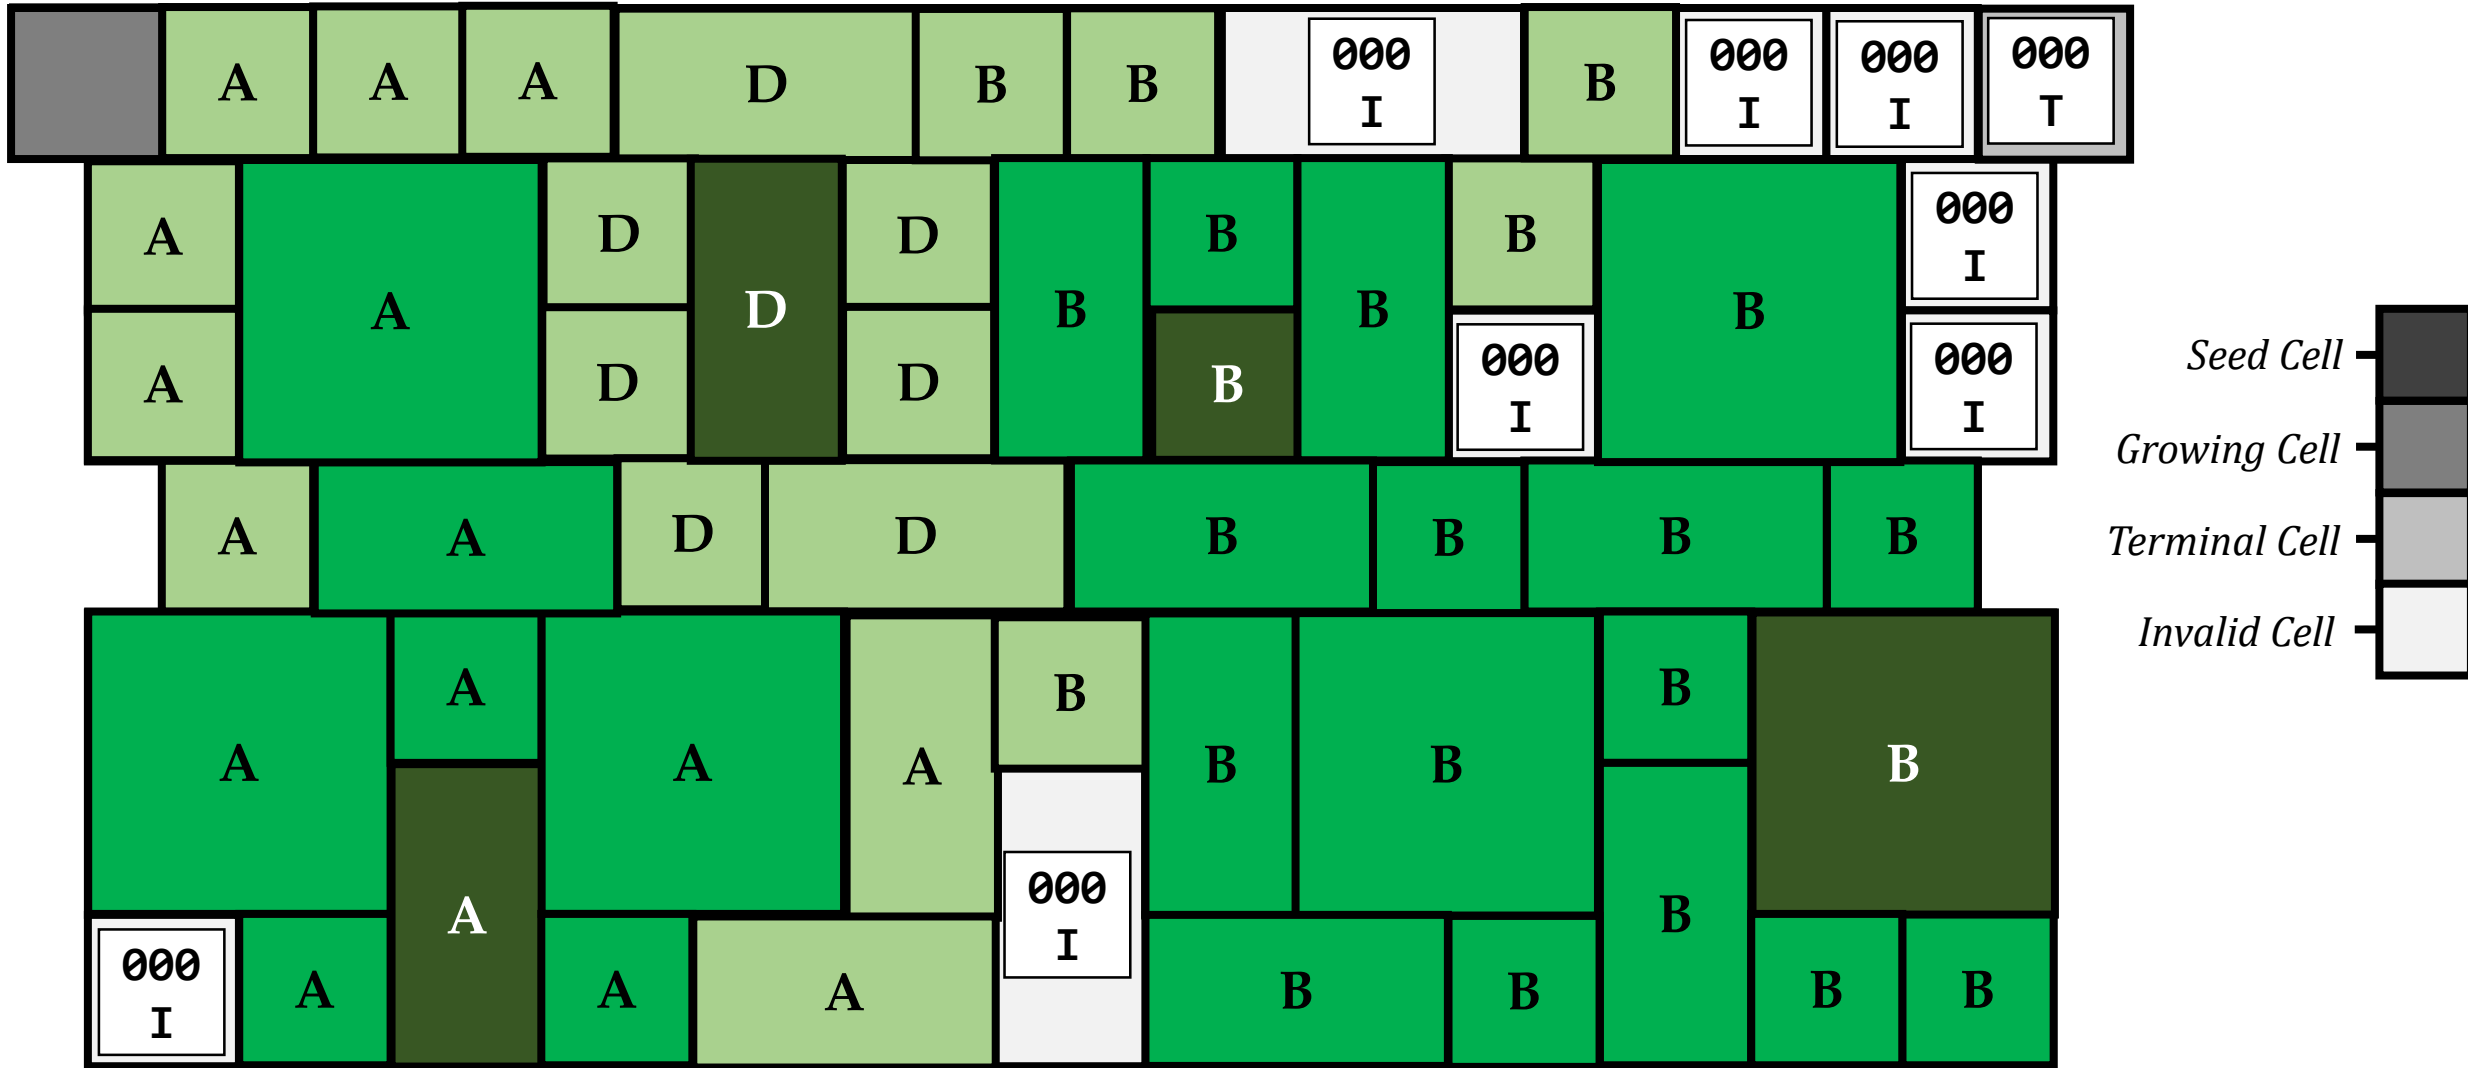 A A A D B B 000 B 000 000 000
I I I T
A A D D D B B B B B 000
I
A D D B 000 000
I I
A A D D B B B B
A A A A B B B B B B
A B
000 A A A 000 B B B B
I I
Seed Cell
Growing Cell
Terminal Cell
Invalid Cell